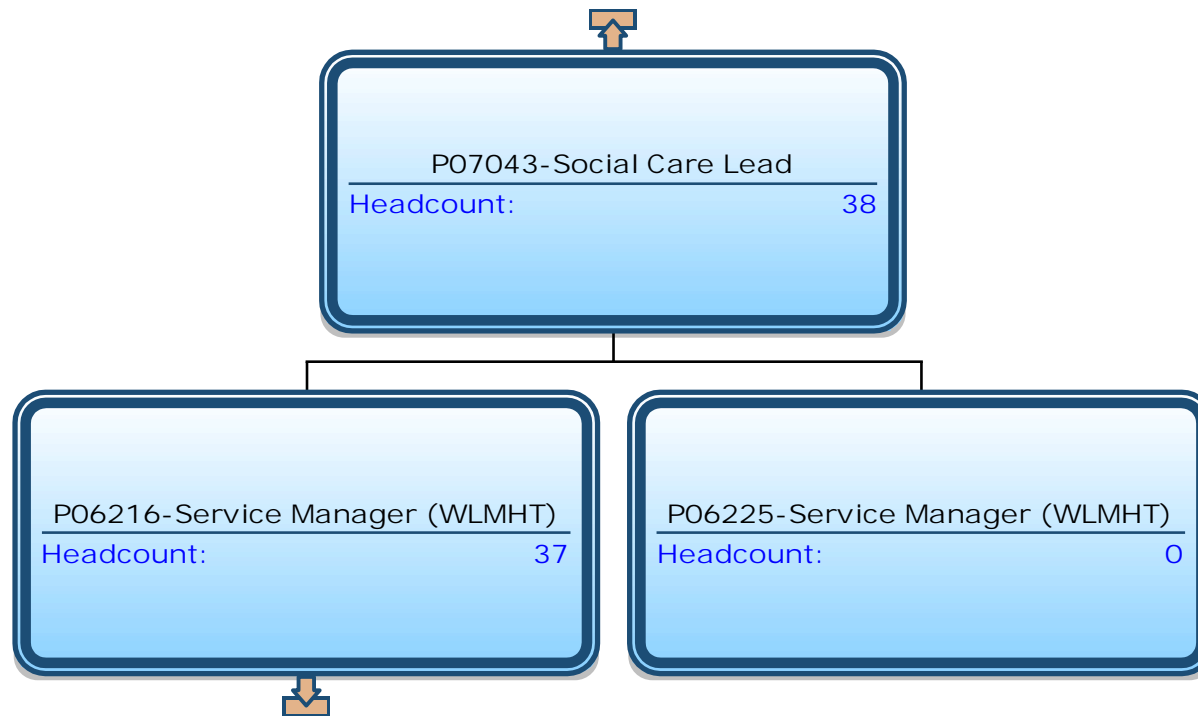 P07043-Social Care Lead
Headcount: 38
P06216-Service Manager (WLMHT)
Headcount: 37
P06225-Service Manager (WLMHT)
Headcount: 0